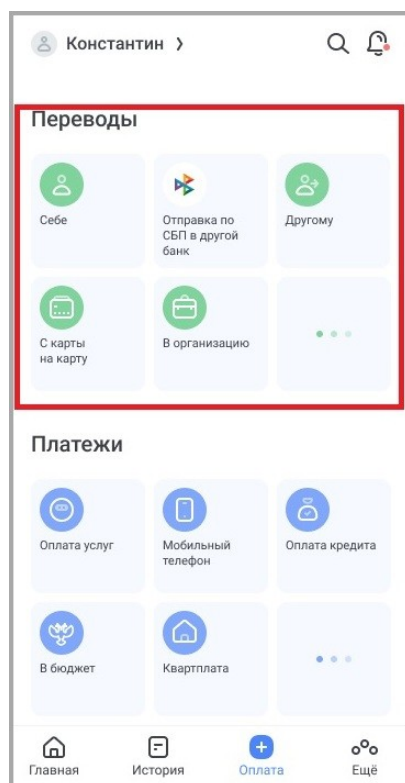 Константин
Переводы
Себе
Отправка по
СБП в другой
банк
Другому
С карты
на карту
В организацию
Платежи
Оплата услуг
Мобильный
телефон
Оплата кредита
В бюджет
Квартплата
Главная
История
Оплата
Ещё